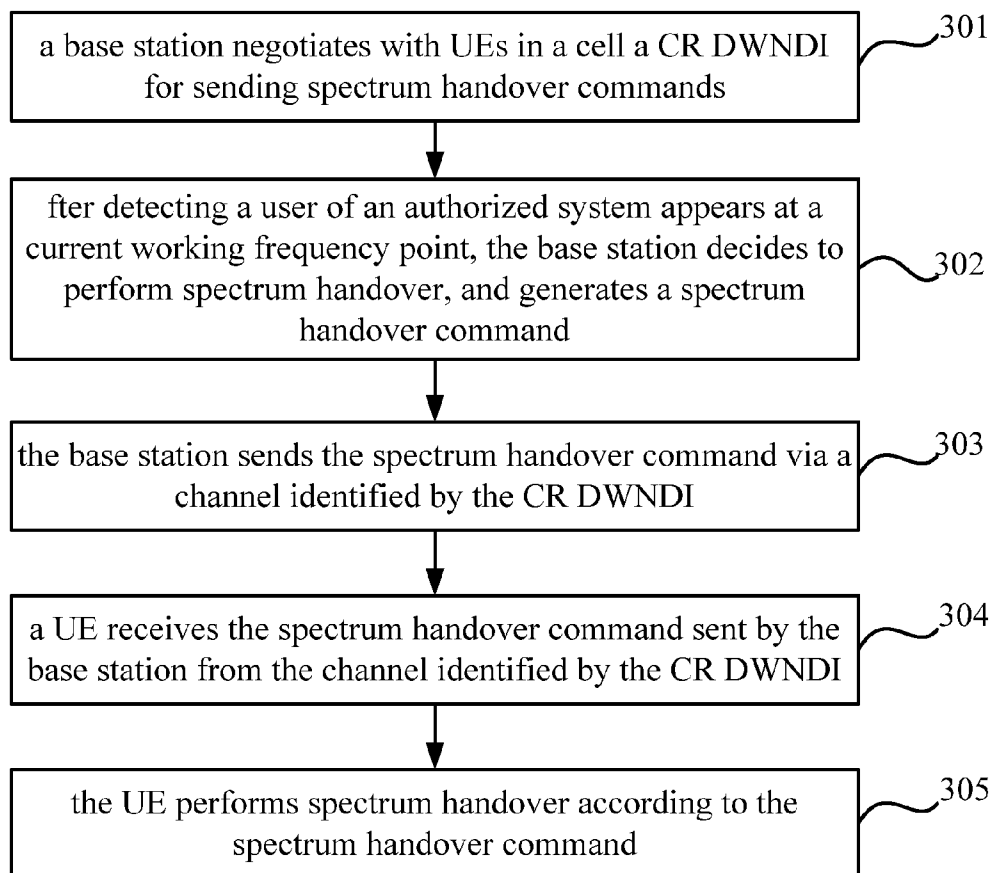 a base station negotiates with UEs in a cell a CR DWNDI
for sending spectrum handover commands
301
fter detecting a user of an authorized system appears at a
current working frequency point, the base station decides to
perform spectrum handover, and generates a spectrum
handover command
302
the base station sends the spectrum handover command via a
channel identified by the CR DWNDI
303
a UE receives the spectrum handover command sent by the
base station from the channel identified by the CR DWNDI
304
the UE performs spectrum handover according to the
spectrum handover command
305